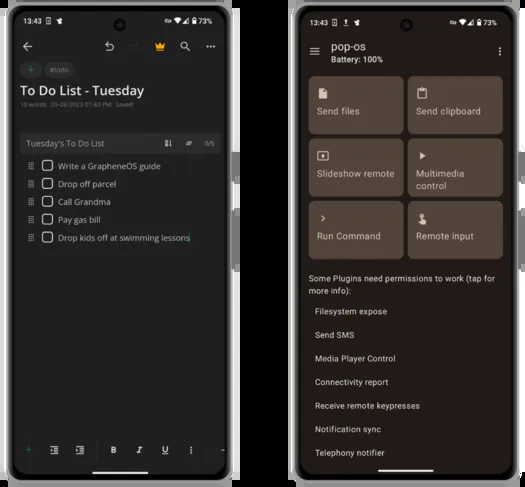 13:43 73%
#todo
To Do List - Tuesday
10 words 05-08-2023 01:43 PM Saved
Tuesday's To Do List 0/5
Write a GrapheneOS guide
Drop off parcel
Call Grandma
Pay gas bill
Drop kids off at swimming lessons
B I U
13:43 73%
pop-os
Battery: 100%
Send files Send clipboard
Slideshow remote Multimedia
control
Run Command Remote input
Some Plugins need permissions to work (tap for
more info):
Filesystem expose
Send SMS
Media Player Control
Connectivity report
Receive remote keypresses
Notification sync
Telephony notifier